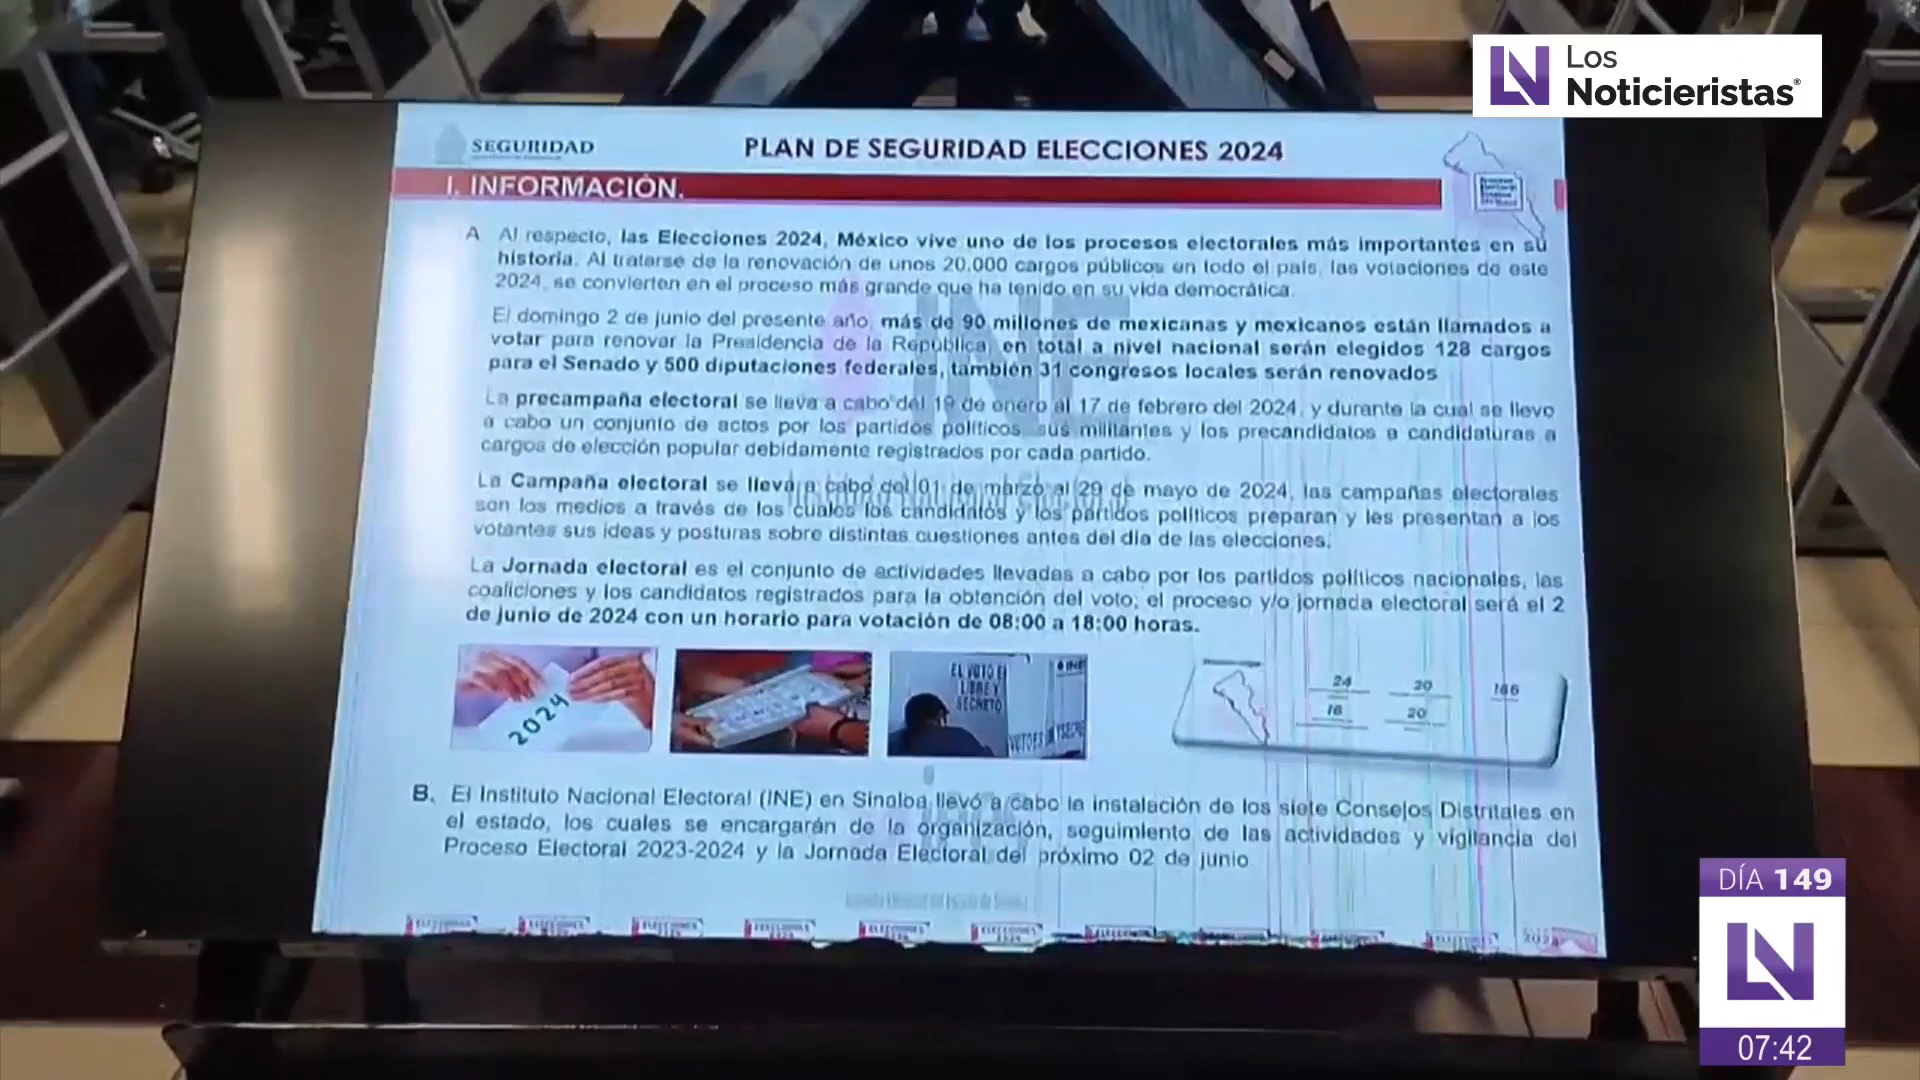 Los
Noticieristas
SEGURIDAD
PLAN DE SEGURIDAD ELECCIONES 2024
I. INFORMACIÓN.
A Al respecto, las Elecciones 2024, México vive uno de los procesos electorales más importantes en su
historia. Al tratarse de la renovación de unos 20,000 cargos públicos en todo el país, las votaciones de este
2024, se convierten en el proceso más grande que ha tenido en su vida democrática.
El domingo 2 de junio del presente año, más de 90 millones de mexicanas y mexicanos están llamados a
votar para renovar la Presidencia de la República, en total a nivel nacional serán elegidos 128 cargos
para el Senado y 500 diputaciones federales, también 31 congresos locales serán renovados
La precampaña electoral se lleva a cabo del 19 de enero al 17 de febrero del 2024, y durante la cual se llevo
a cabo un conjunto de actos por los partidos políticos, sus militantes y los precandidatos a candidaturas a
cargos de elección popular debidamente registrados por cada partido.
La Campaña electoral se llevá a cabo del 01 de marzo al 29 de mayo de 2024, las campañas electorales
son los medios a través de los cuales los candidatos y los partidos políticos preparan y les presentan a los
votantes sus ideas y posturas sobre distintas cuestiones antes del día de las elecciones.
La Jornada electoral es el conjunto de actividades llevadas a cabo por los partidos políticos nacionales, las
coaliciones y los candidatos registrados para la obtención del voto; el proceso y/o jornada electoral será el 2
de junio de 2024 con un horario para votación de 08:00 a 18:00 horas.
2024
EL VOTO ES
LIBRE Y
SECRETO
24 20 166
18 20
B. El Instituto Nacional Electoral (INE) en Sinaloa llevó a cabo la instalación de los siete Consejos Distritales en
el estado, los cuales se encargarán de la organización, seguimiento de las actividades y vigilancia del
Proceso Electoral 2023-2024 y la Jornada Electoral del próximo 02 de junio
DÍA 149
07:42